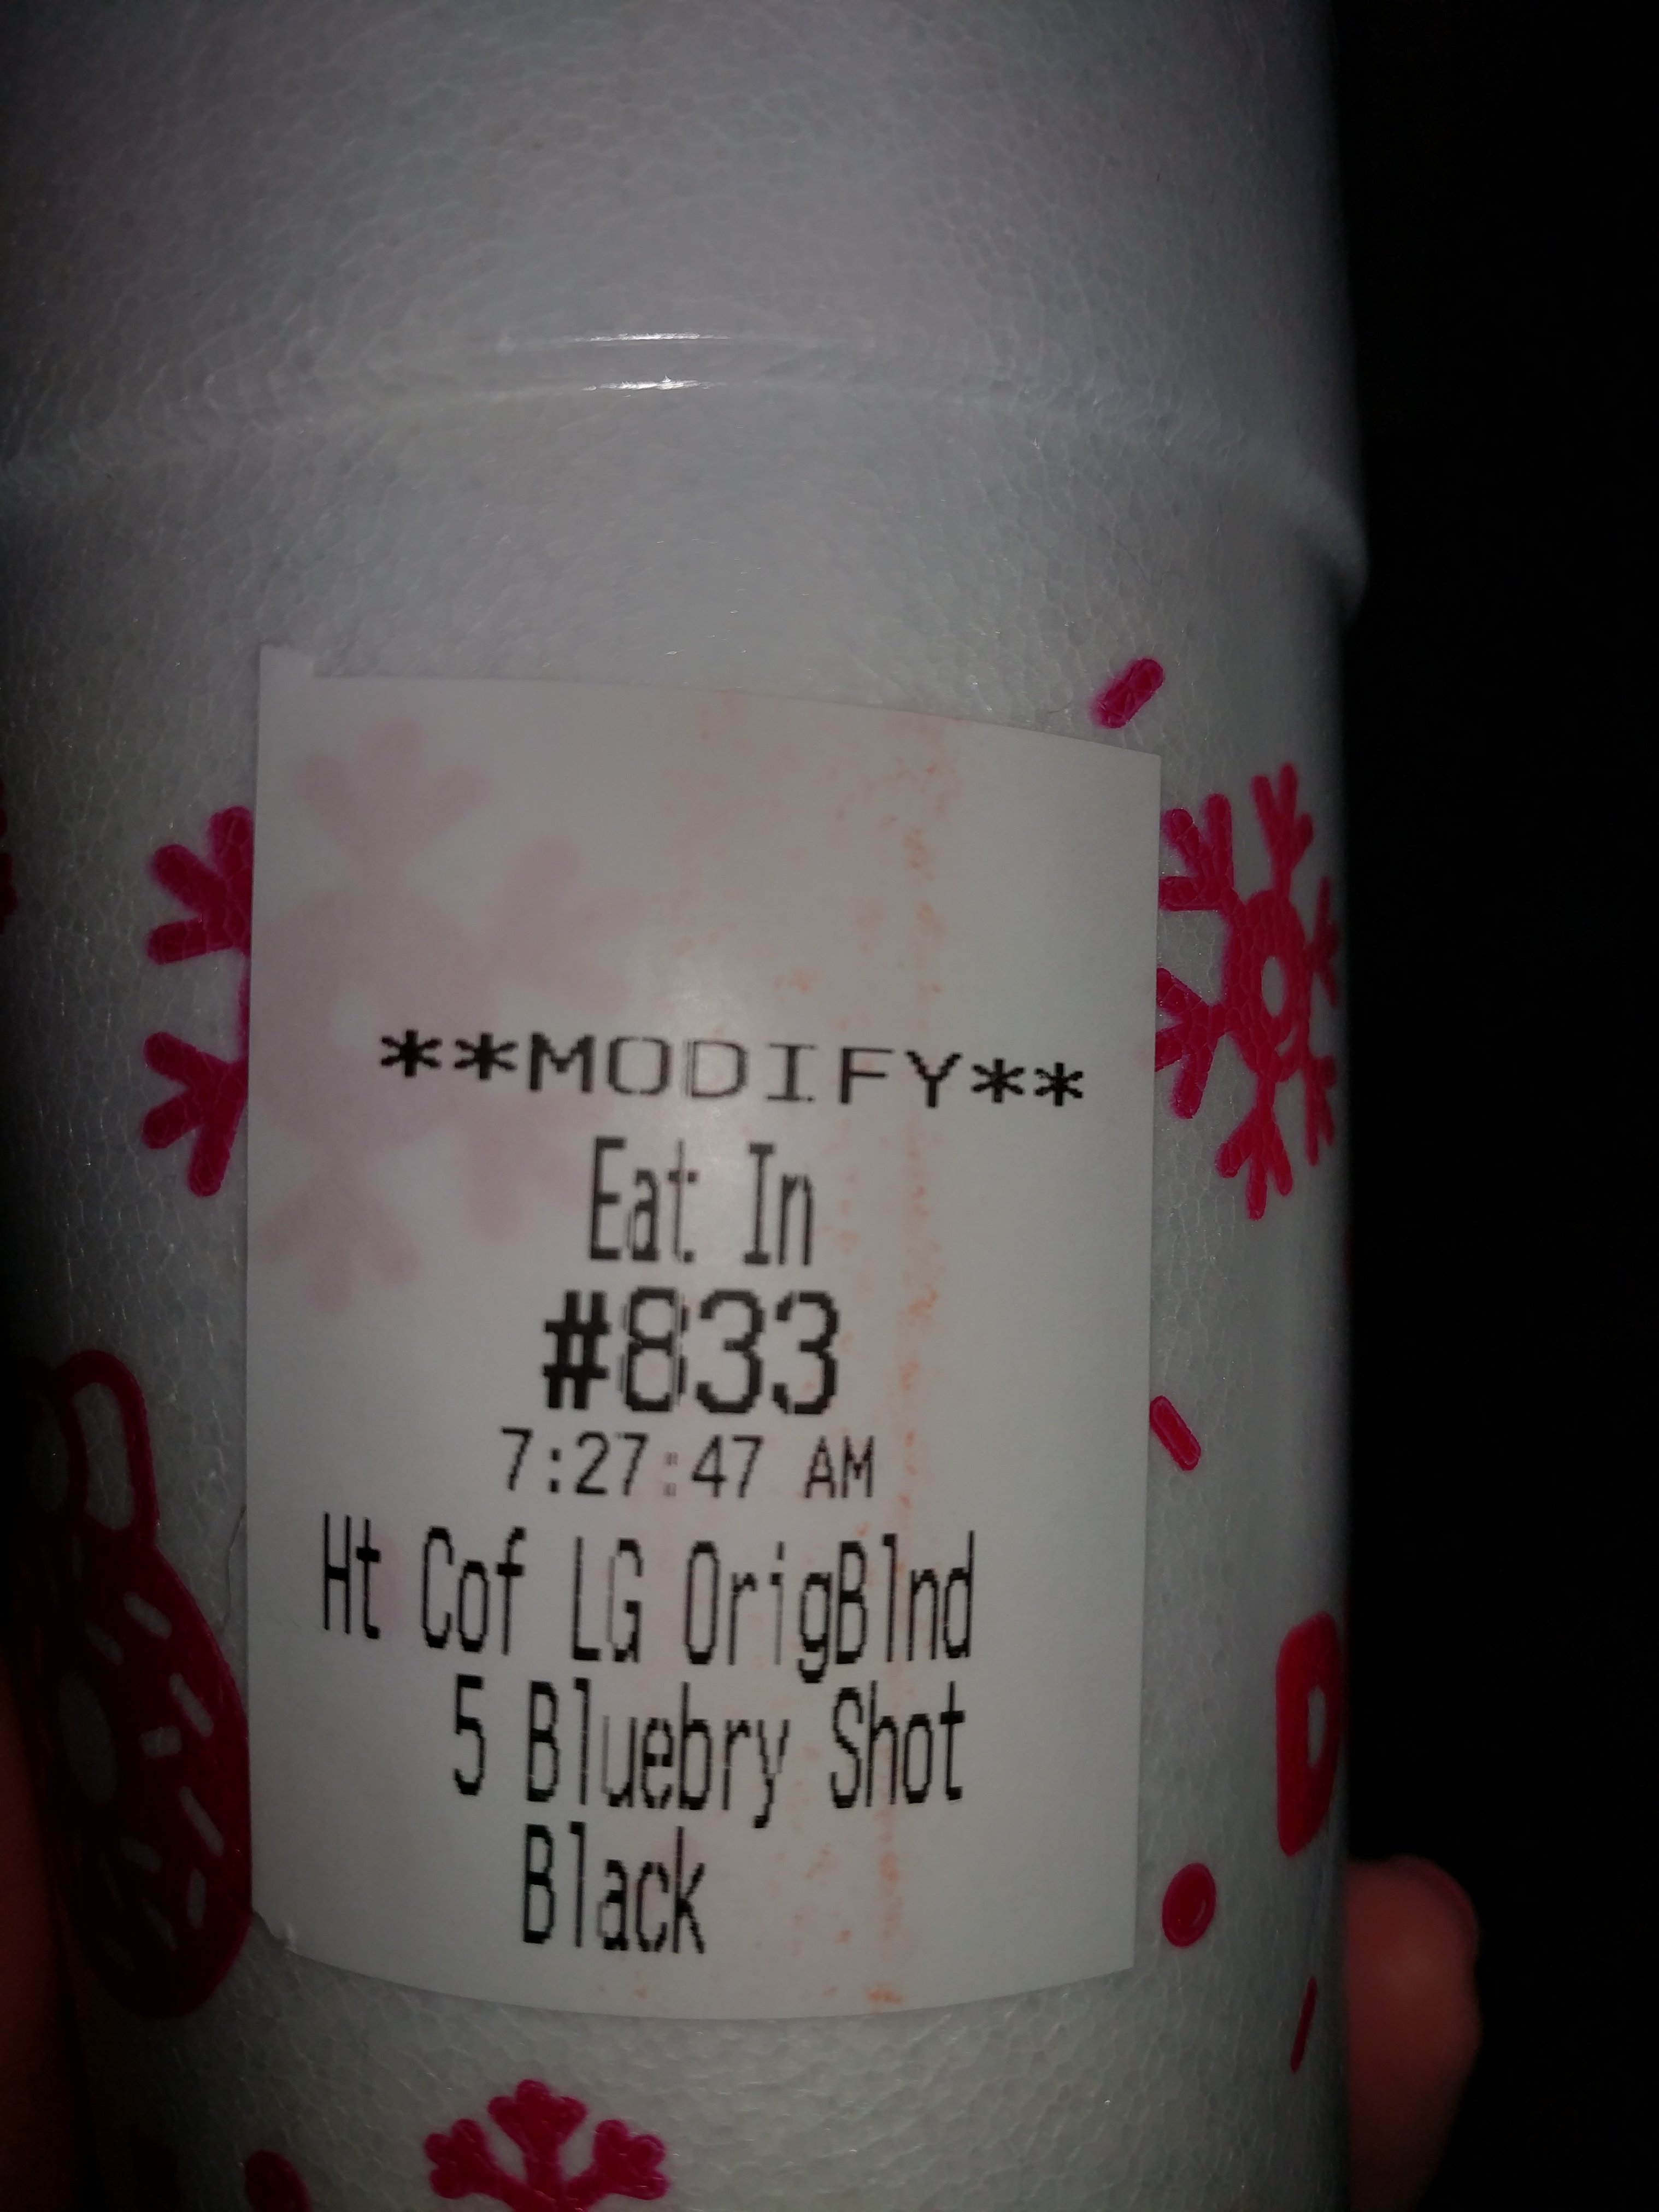 **MODIFY**
Eat In
#833
7:27:47 AM
Ht Cof LG OrigBlnd
5 Bluebry Shot
Black
D